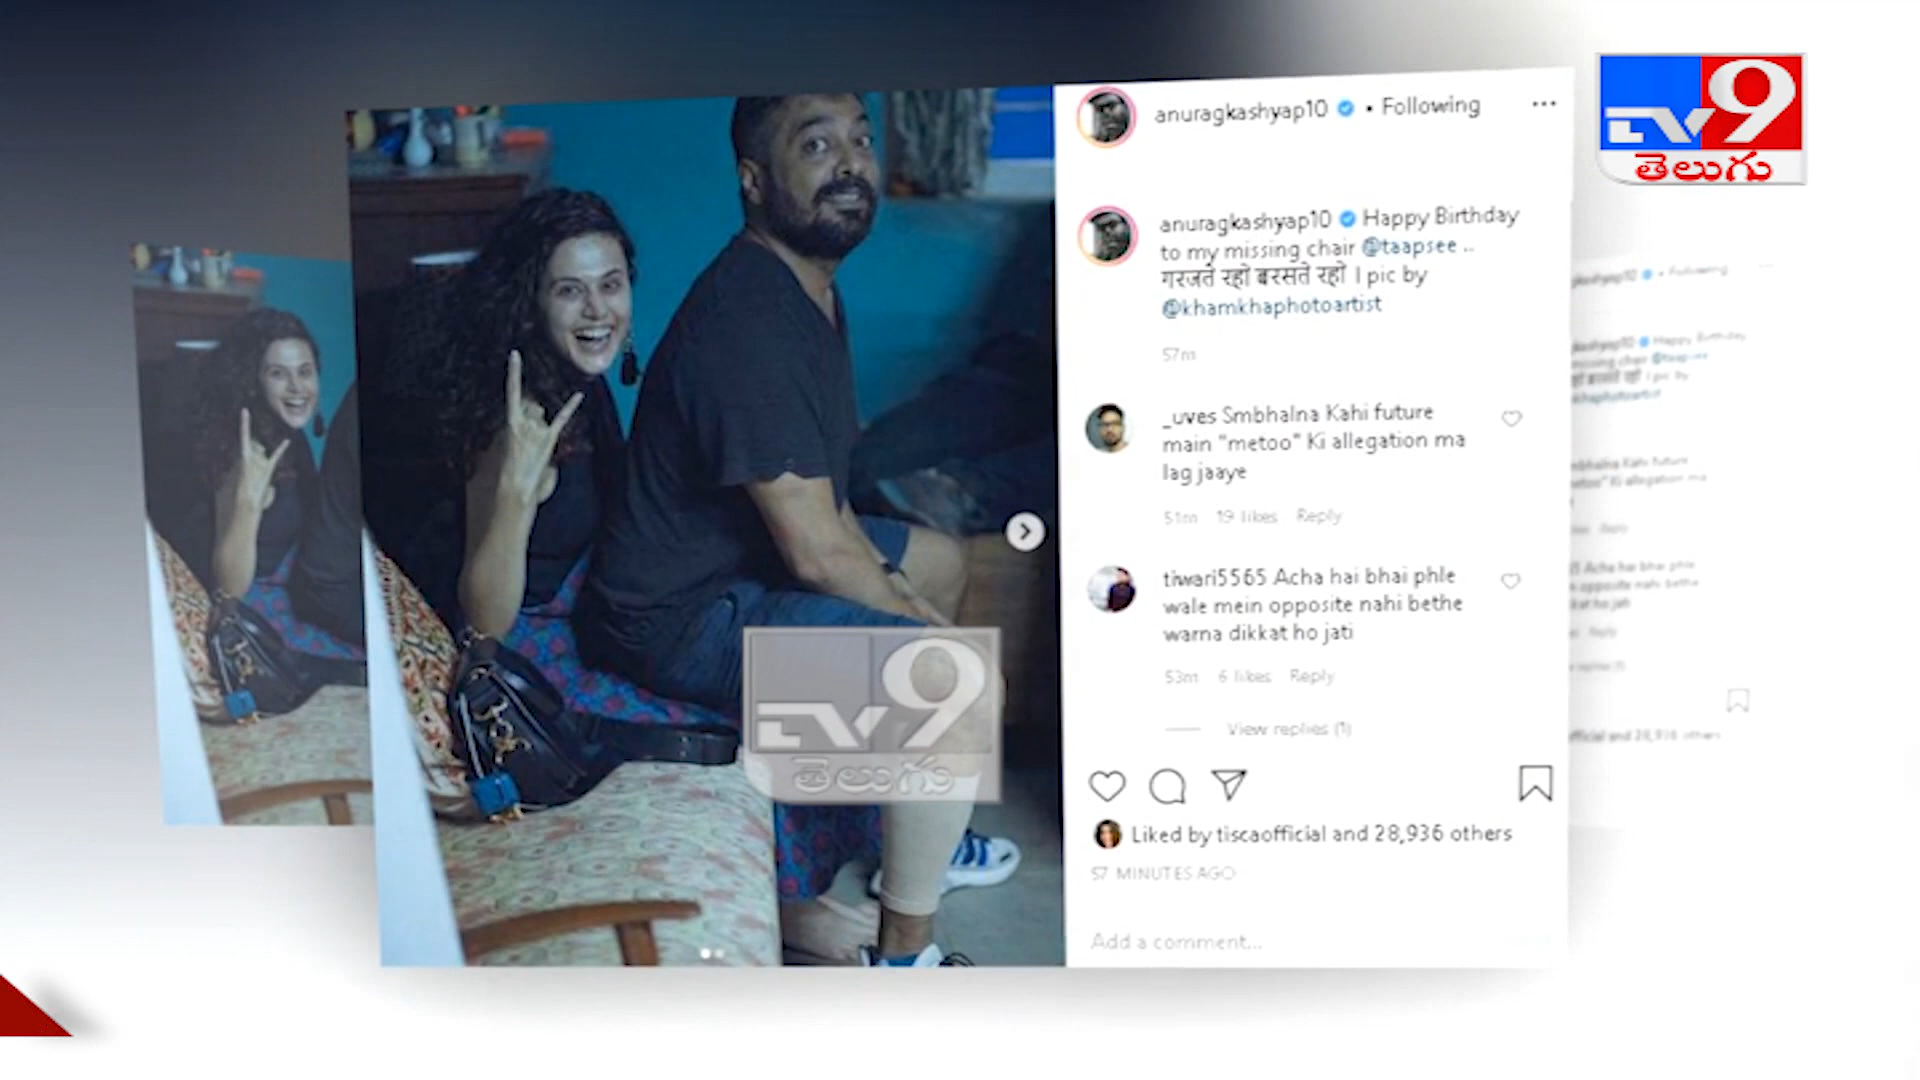 TV9
తెలుగు
anuragkashyap10 • Following
anuragkashyap10 Happy Birthday
to my missing chair @taapsee ..
गरजते रहो बरसते रहो । pic by
@khamkhaphotoartist
57m
_uves Smbhalna Kahi future
main "metoo" Ki allegation ma
lag jaaye
51m 19 likes Reply
tiwari5565 Acha hai bhai phle
wale mein opposite nahi bethe
warna dikkat ho jati
53m 6 likes Reply
View replies (1)
Liked by tiscaofficial and 28,936 others
57 MINUTES AGO
Add a comment...
TV9
తెలుగు